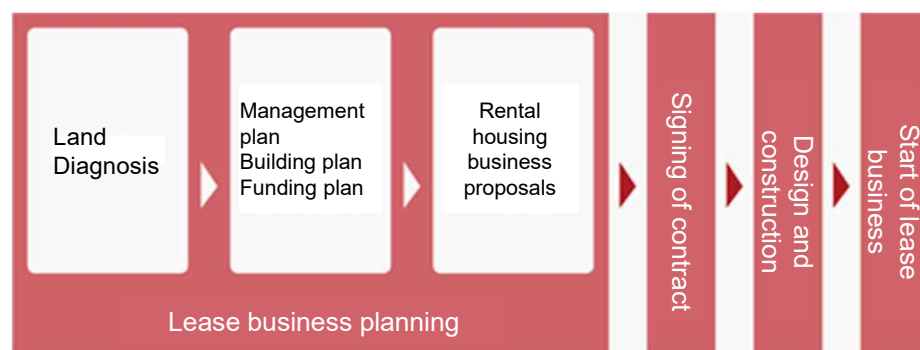 Land
Diagnosis
Management
plan
Building plan
Funding plan
Rental
housing
business
proposals
Lease business planning
Signing of contract
Design and
construction
Start of lease
business